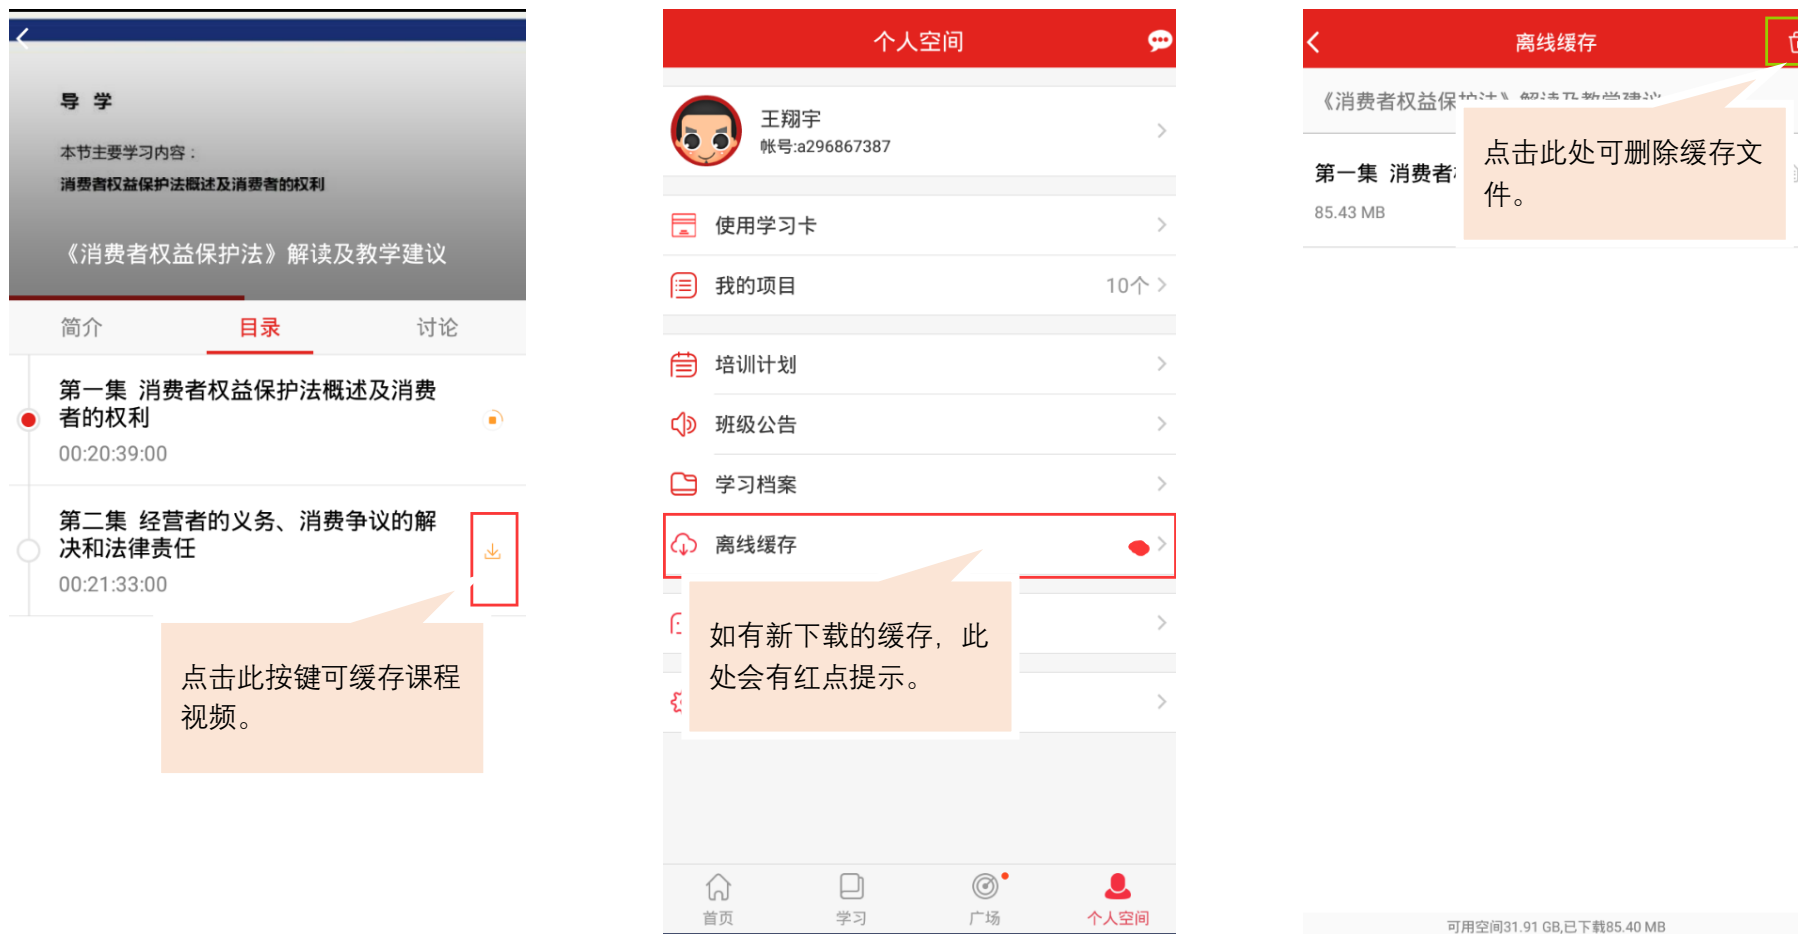 导 学
本节主要学习内容：
消费者权益保护法概述及消费者的权利
《消费者权益保护法》解读及教学建议
简介
目录
讨论
第一集 消费者权益保护法概述及消费
者的权利
00:20:39:00
第二集 经营者的义务、消费争议的解
决和法律责任
00:21:33:00
点击此按键可缓存课程
视频。
个人空间
王翔宇
帐号:a296867387
使用学习卡
我的项目
10个
培训计划
班级公告
学习档案
离线缓存
如有新下载的缓存，此
处会有红点提示。
首页
学习
广场
个人空间
离线缓存
《消费者权益保护法》解读及教学建议
点击此处可删除缓存文
件。
第一集 消费者
85.43 MB
可用空间31.91 GB,已下载85.40 MB